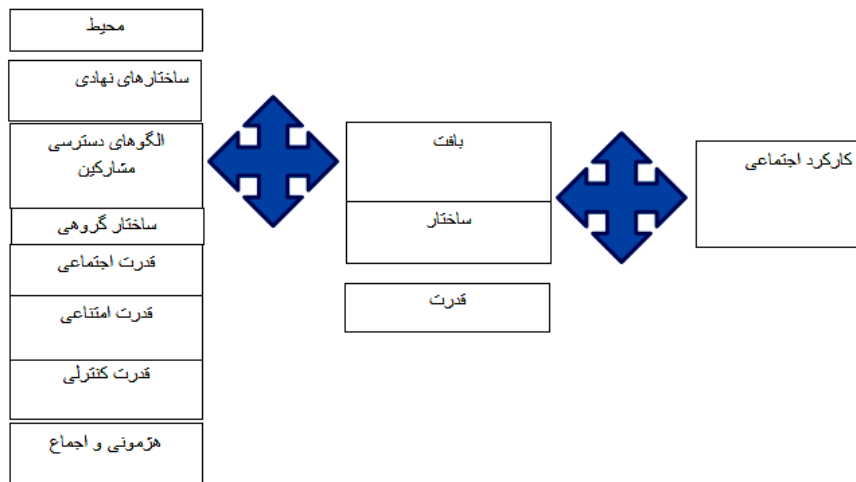 محیط
ساختارهای نهادی
الگوهای دسترسی
مشارکین
ساختار گروهی
قدرت اجتماعی
قدرت امتناعی
قدرت کنترلی
هژمونی و اجماع
بافت
ساختار
قدرت
کارکرد اجتماعی